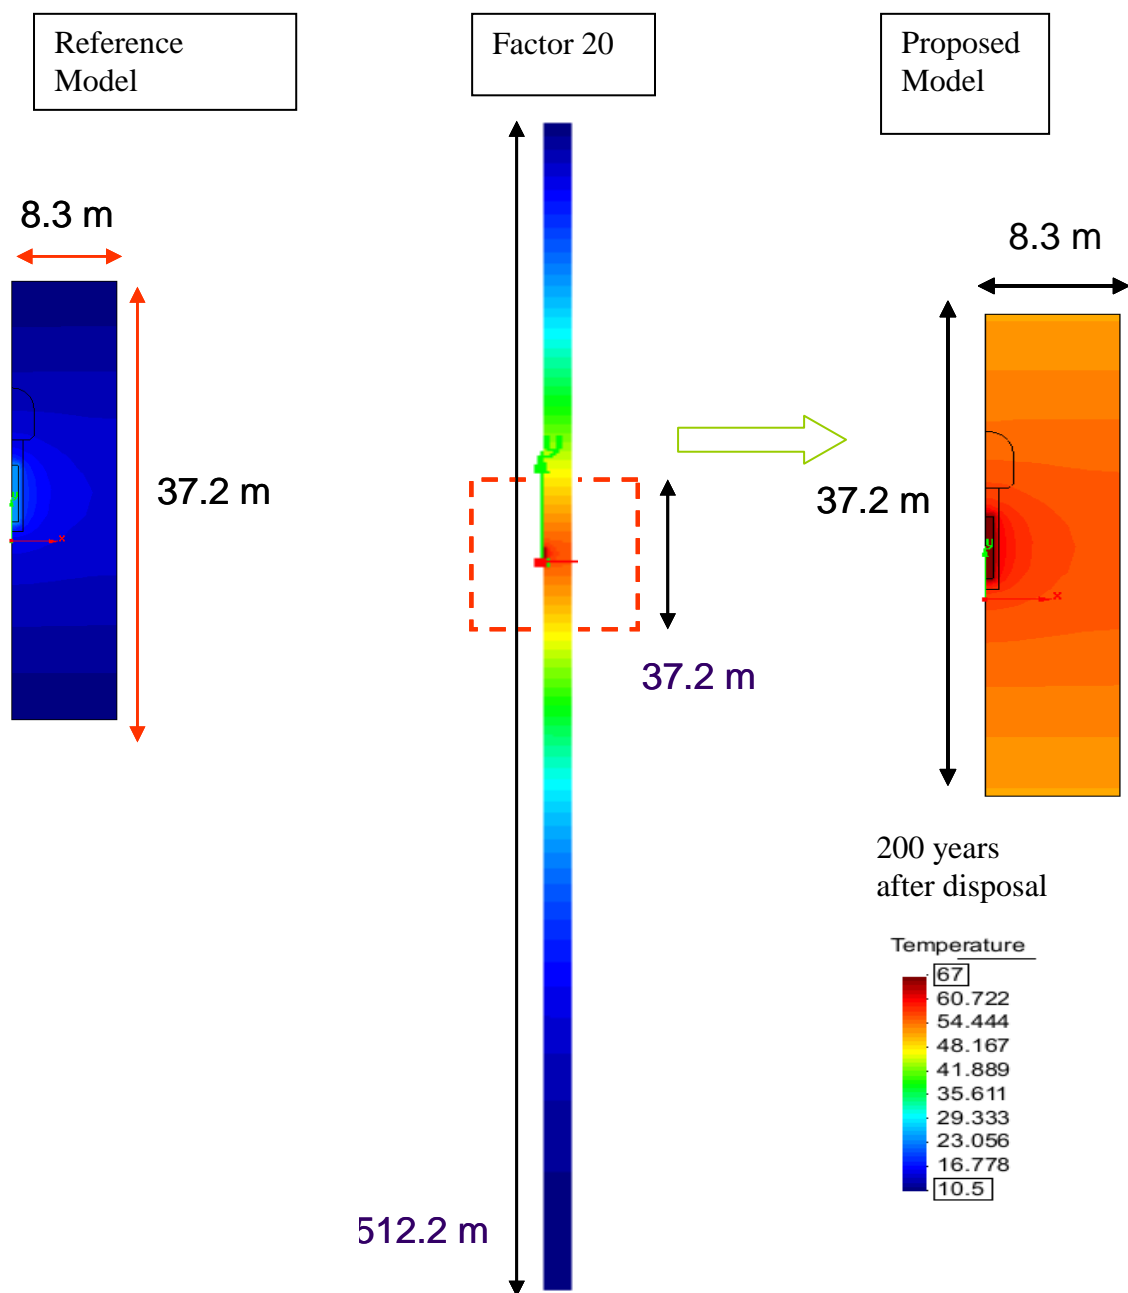 Reference
Model
Factor 20
Proposed
Model
8.3 m
8.3 m
y
37.2 m
37.2 m
y
x
y
x
37.2 m
200 years
after disposal
Temperature
67
60.722
54.444
48.167
41.889
35.611
29.333
23.056
16.778
10.5
512.2 m